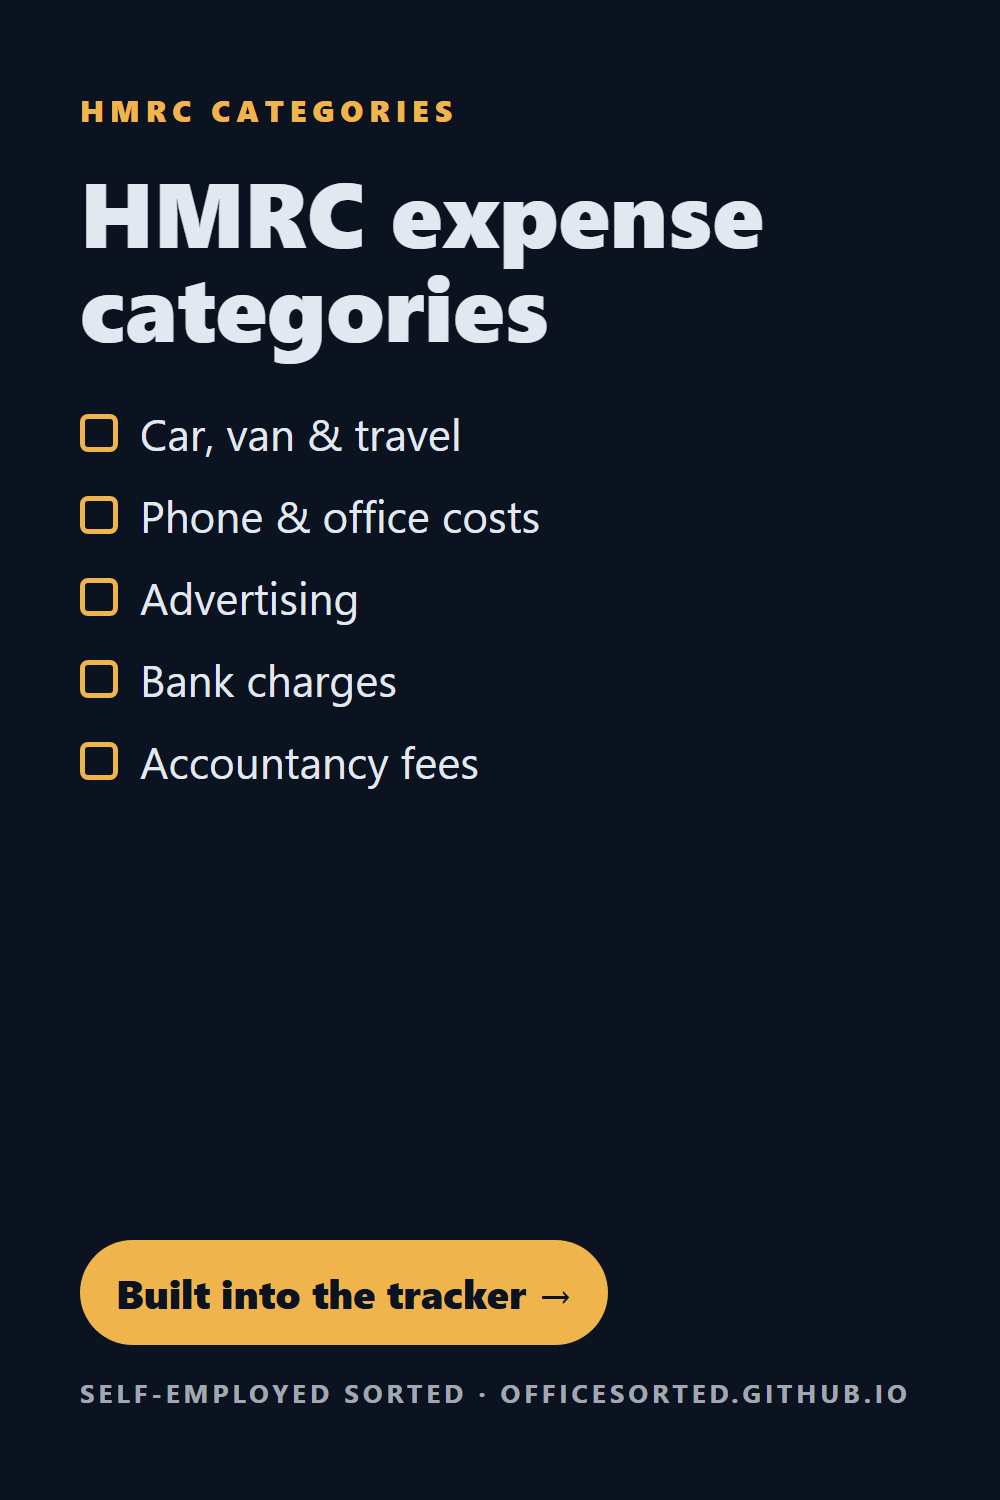 HMRC CATEGORIES
HMRC expense
categories
Car, van & travel
Phone & office costs
Advertising
Bank charges
Accountancy fees
Built into the tracker →
SELF-EMPLOYED SORTED · OFFICESORTED.GITHUB.IO